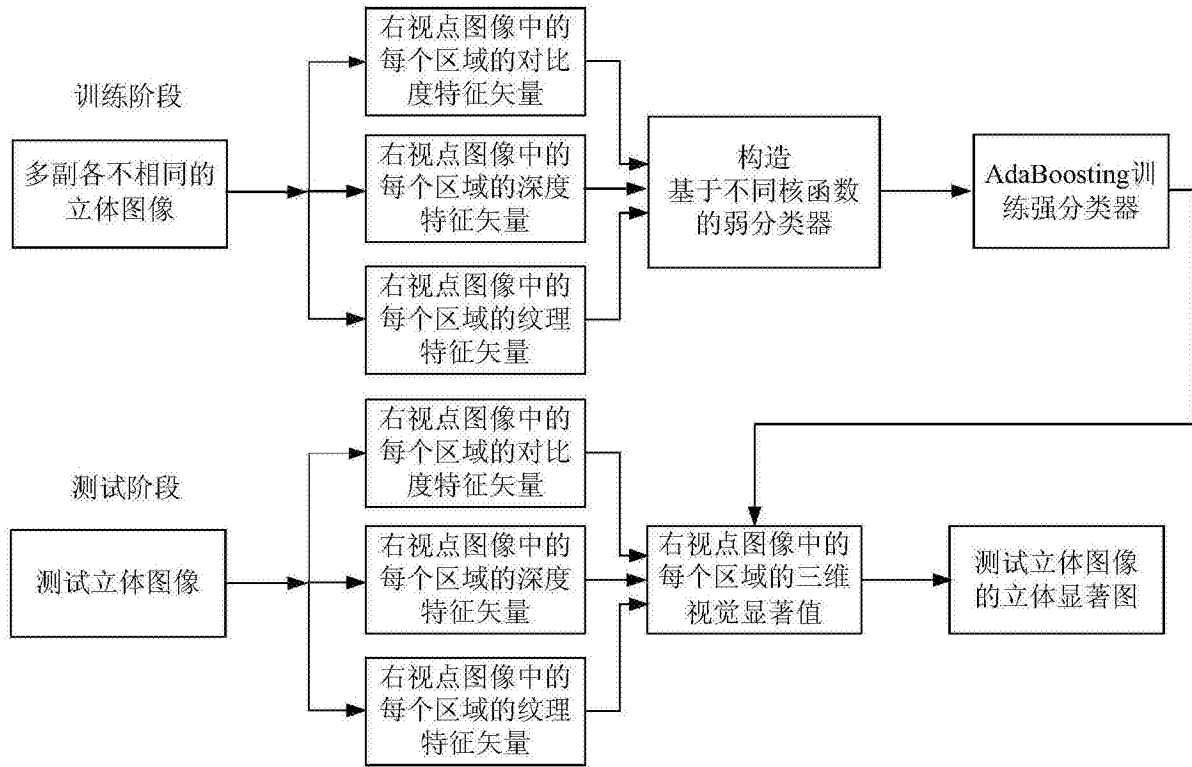 训练阶段
多副各不相同的
立体图像
右视点图像中的
每个区域的对比
度特征矢量
右视点图像中的
每个区域的深度
特征矢量
右视点图像中的
每个区域的纹理
特征矢量
构造
基于不同核函数
的弱分类器
AdaBoosting训
练强分类器
测试阶段
测试立体图像
右视点图像中的
每个区域的对比
度特征矢量
右视点图像中的
每个区域的深度
特征矢量
右视点图像中的
每个区域的纹理
特征矢量
右视点图像中的
每个区域的三维
视觉显著值
测试立体图像
的立体显著图